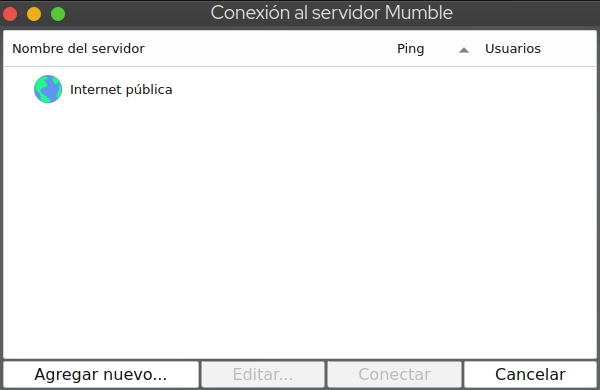 Conexión al servidor Mumble
Nombre del servidor Ping Usuarios
Internet pública
Agregar nuevo... Editar... Conectar Cancelar